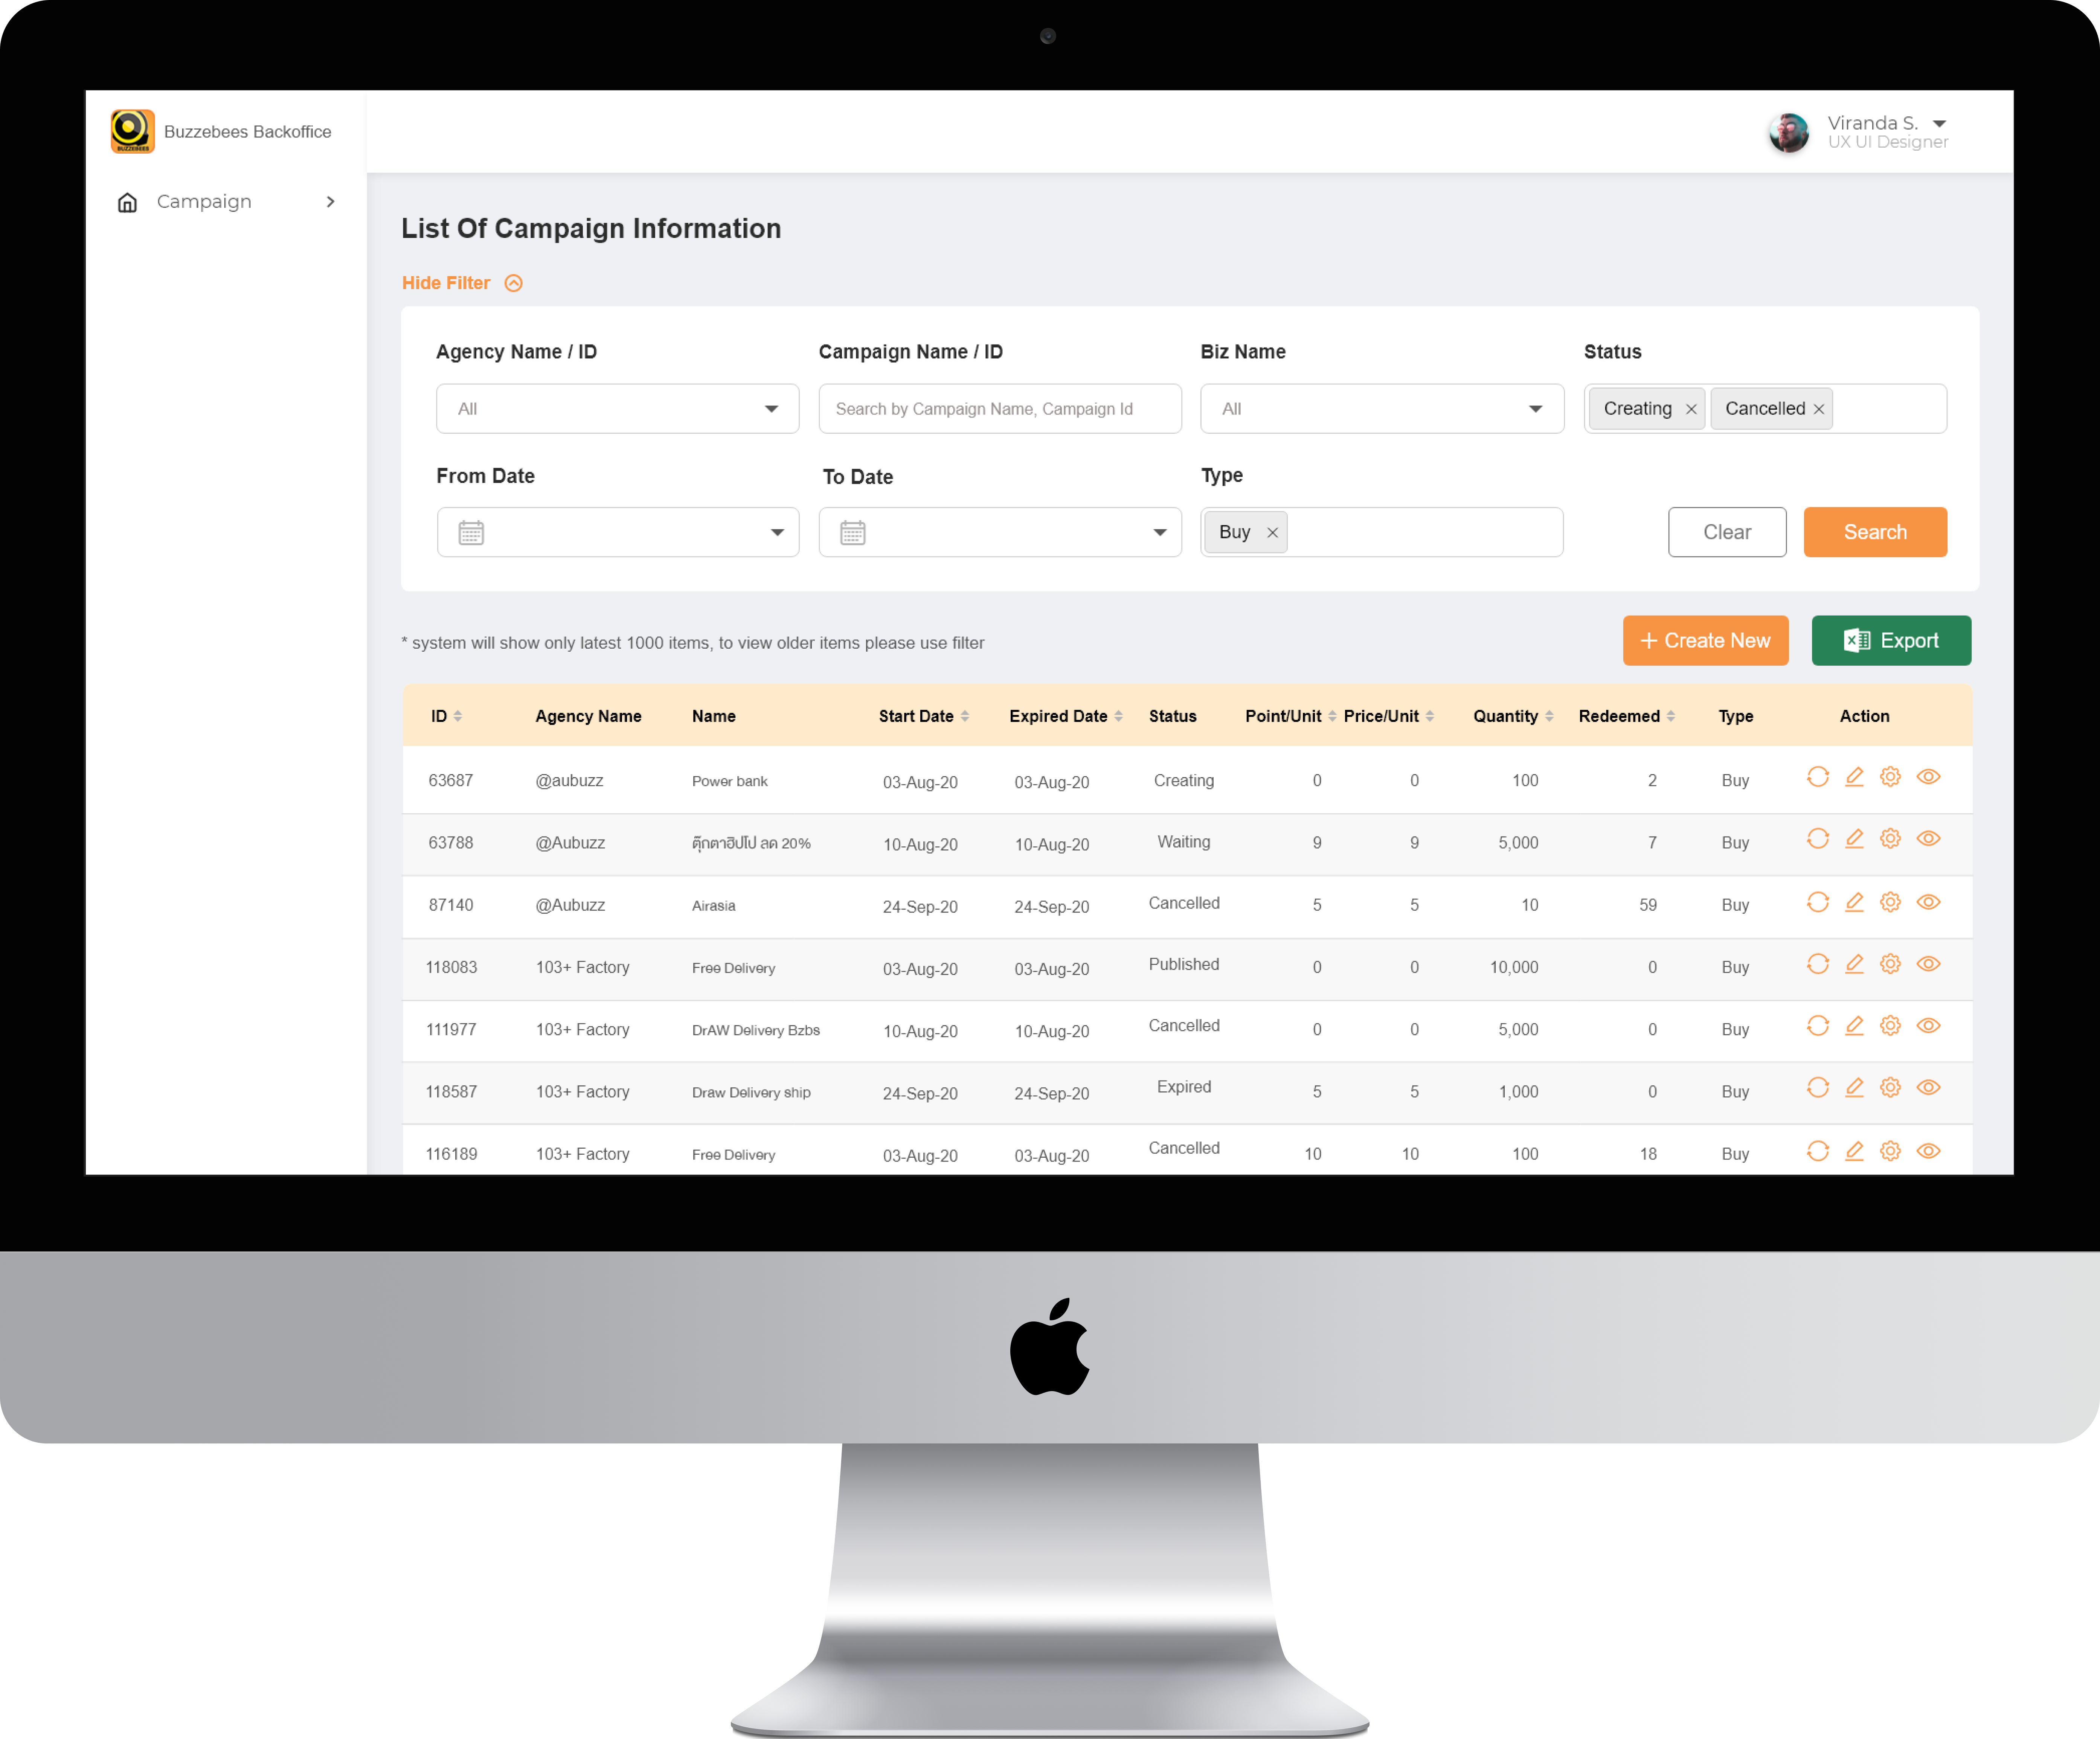 BUZZEBEES
Buzzebees Backoffice
Viranda S.
UX UI Designer
Campaign
List Of Campaign Information
Hide Filter
Agency Name / ID Campaign Name / ID Biz Name Status
All Search by Campaign Name, Campaign Id All Creating Cancelled
From Date To Date Type
Buy Clear Search
* system will show only latest 1000 items, to view older items please use filter
+ Create New Export
ID Agency Name Name Start Date Expired Date Status Point/Unit Price/Unit Quantity Redeemed Type Action
63687 @aubuzz Power bank 03-Aug-20 03-Aug-20 Creating 0 0 100 2 Buy
63788 @Aubuzz ตุ๊กตาฮิปโป ลด 20% 10-Aug-20 10-Aug-20 Waiting 9 9 5,000 7 Buy
87140 @Aubuzz Airasia 24-Sep-20 24-Sep-20 Cancelled 5 5 10 59 Buy
118083 103+ Factory Free Delivery 03-Aug-20 03-Aug-20 Published 0 0 10,000 0 Buy
111977 103+ Factory DrAW Delivery Bzbs 10-Aug-20 10-Aug-20 Cancelled 0 0 5,000 0 Buy
118587 103+ Factory Draw Delivery ship 24-Sep-20 24-Sep-20 Expired 5 5 1,000 0 Buy
116189 103+ Factory Free Delivery 03-Aug-20 03-Aug-20 Cancelled 10 10 100 18 Buy